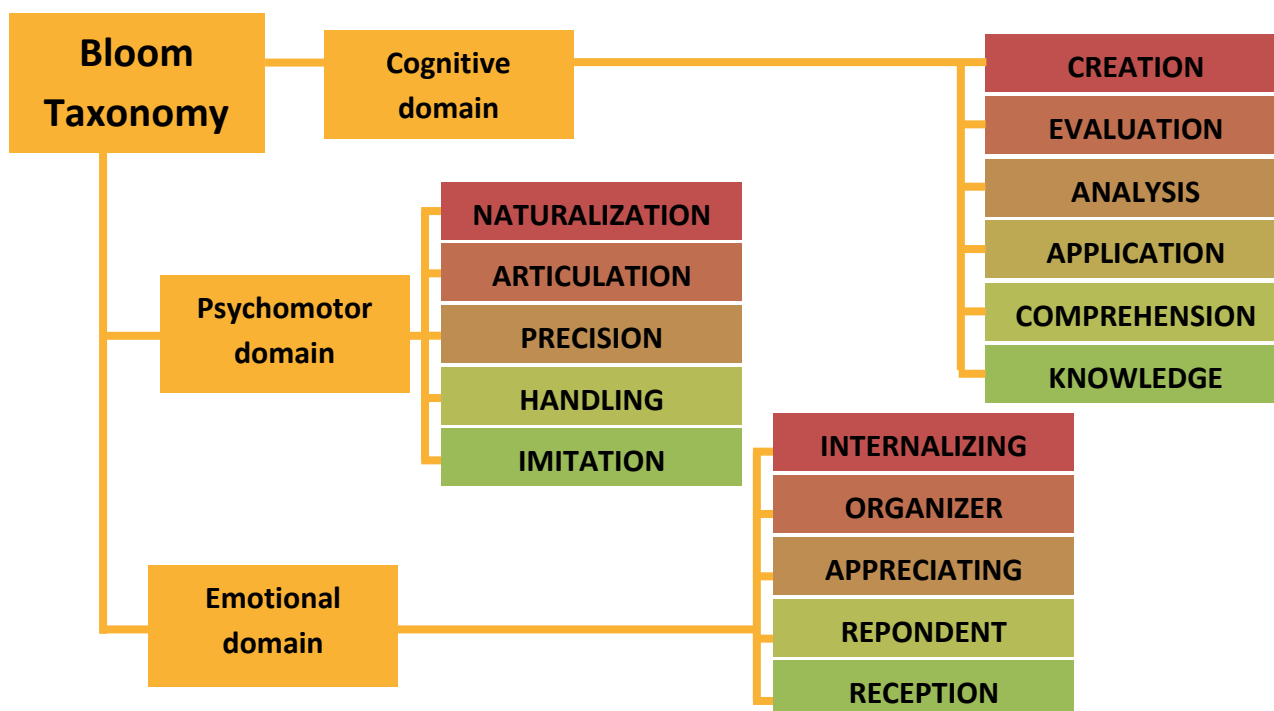 Bloom
Taxonomy
Cognitive
domain
CREATION
EVALUATION
ANALYSIS
APPLICATION
COMPREHENSION
KNOWLEDGE
Psychomotor
domain
NATURALIZATION
ARTICULATION
PRECISION
HANDLING
IMITATION
Emotional
domain
INTERNALIZING
ORGANIZER
APPRECIATING
REPONDENT
RECEPTION